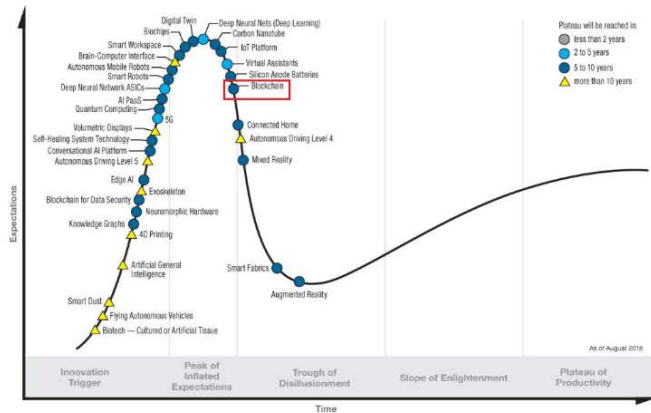 Digital Twin
Deep Neural Nets (Deep Learning)
Biochips
Carbon Nanotube
Smart Workspace
IoT Platform
Brain-Computer Interface
Virtual Assistants
Autonomous Mobile Robots
Silicon Anode Batteries
Smart Robots
Blockchain
Deep Neural Network ASICs
AI PaaS
Quantum Computing
5G
Volumetric Displays
Connected Home
Self-Healing System Technology
Autonomous Driving Level 4
Conversational AI Platform
Mixed Reality
Autonomous Driving Level 5
Edge AI
Exoskeleton
Blockchain for Data Security
Neuromorphic Hardware
Knowledge Graphs
4D Printing
Artificial General
Intelligence
Smart Fabrics
Augmented Reality
Smart Dust
Flying Autonomous Vehicles
Biotech — Cultured or Artificial Tissue
Plateau will be reached in:
less than 2 years
2 to 5 years
5 to 10 years
more than 10 years
Expectations
As of August 2018
Innovation
Trigger
Peak of
Inflated
Expectations
Trough of
Disillusionment
Slope of Enlightenment
Plateau of
Productivity
Time